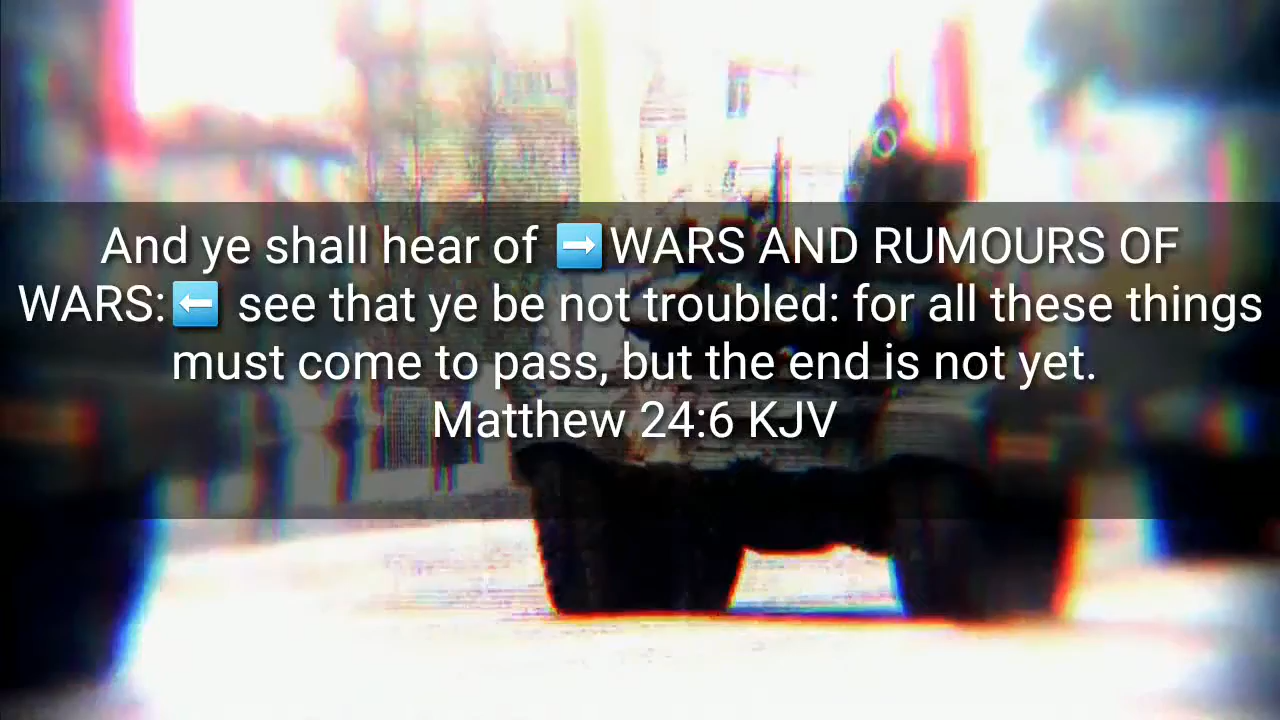 And ye shall hear of ➡️WARS AND RUMOURS OF
WARS:⬅️ see that ye be not troubled: for all these things
must come to pass, but the end is not yet.
Matthew 24:6 KJV